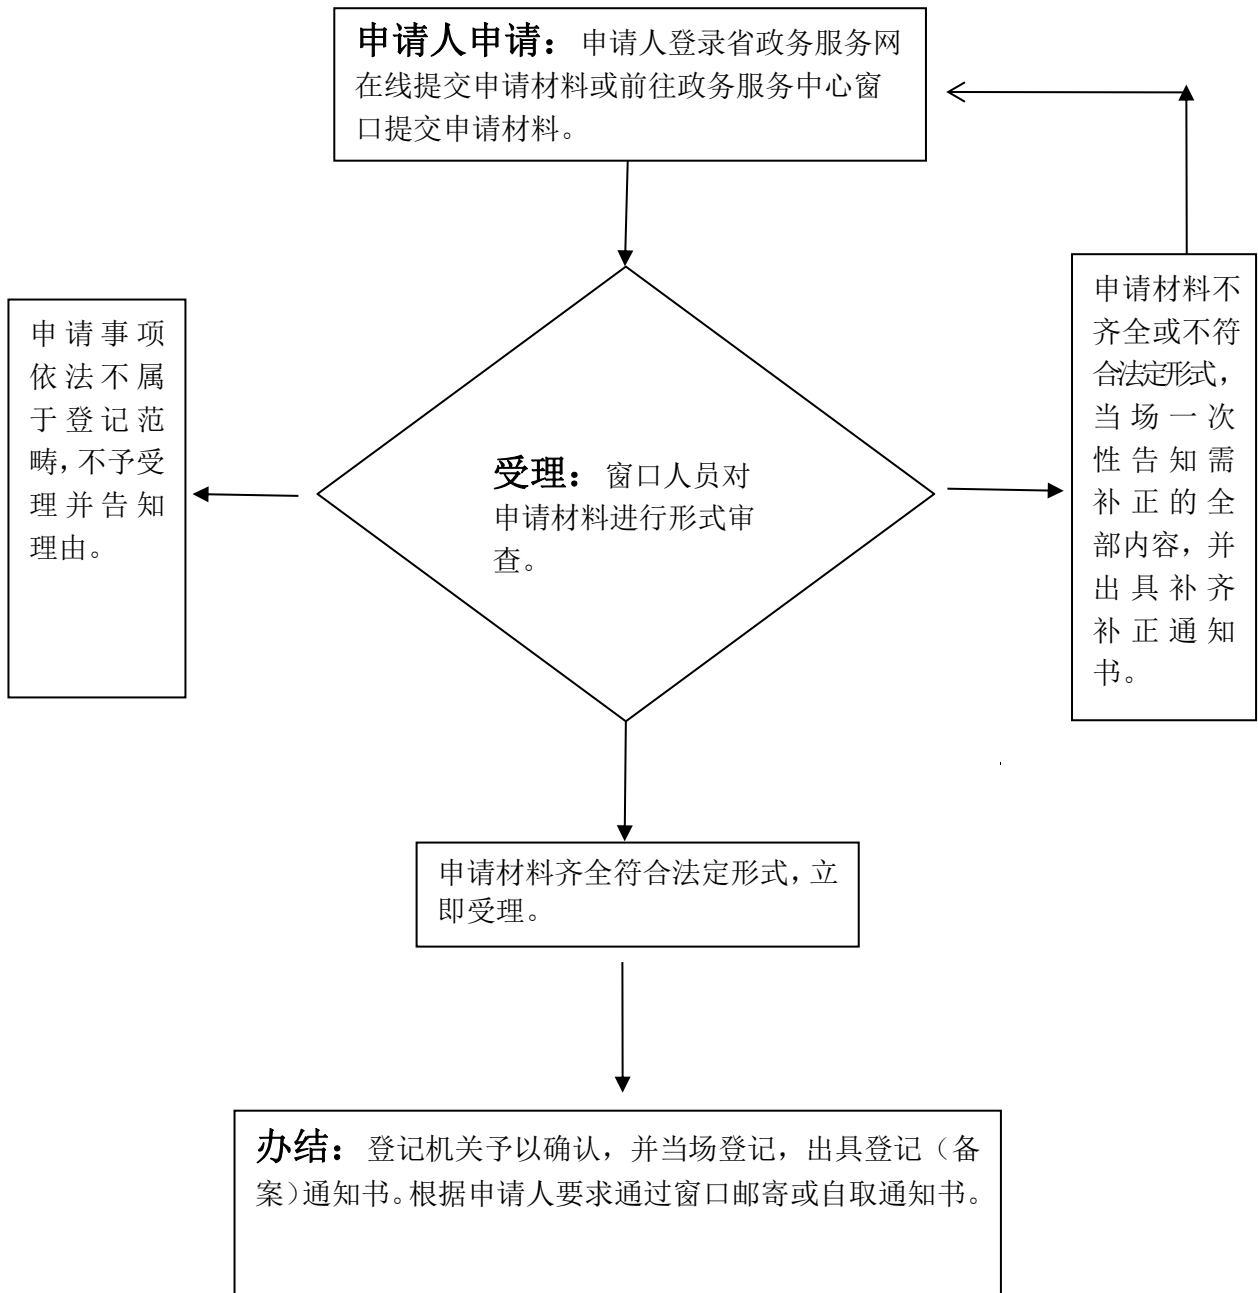 申请人申请：申请人登录省政务服务网
在线提交申请材料或前往政务服务中心窗
口提交申请材料。
申请事项
依法不属
于登记范
畴，不予受
理并告知
理由。
受理：窗口人员对
申请材料进行形式审
查。
申请材料不
齐全或不符
合法定形式，
当场一次
性告知需
补正的全
部内容，并
出具补齐
补正通知
书。
申请材料齐全符合法定形式，立
即受理。
办结：登记机关予以确认，并当场登记，出具登记（备
案）通知书。根据申请人要求通过窗口邮寄或自取通知书。